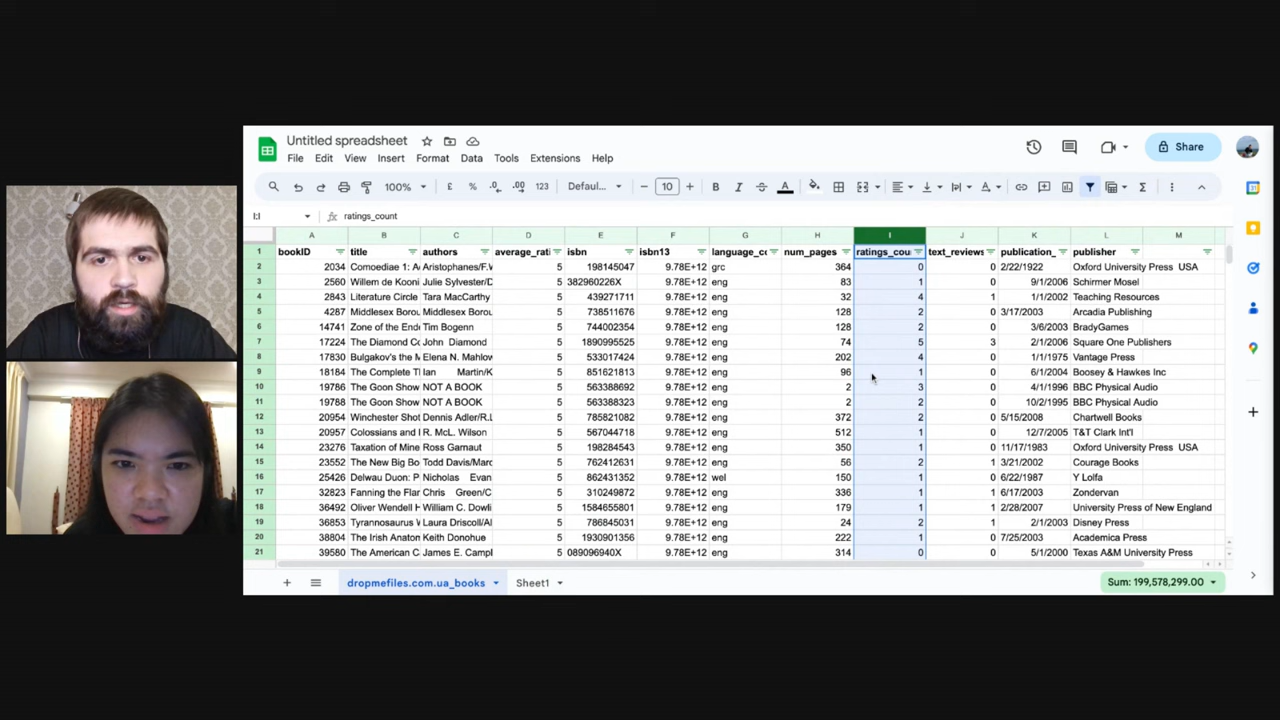 Untitled spreadsheet
File Edit View Insert Format Data Tools Extensions Help
Share
100% £ % .0 .00 123 Defaul... 10 B I A Σ
I:I fx ratings_count
A B C D E F G H I J K L M
1 bookID title authors average_rati isbn isbn13 language_cc num_pages ratings_cou text_reviews publication_ publisher
2 2034 Comoediae 1: A Aristophanes/F.W 5 198145047 9.78E+12 grc 364 0 0 2/22/1922 Oxford University Press USA
3 2560 Willem de Kooni Julie Sylvester/D 5 382960226X 9.78E+12 eng 83 1 0 9/1/2006 Schirmer Mosel
4 2843 Literature Circle Tara MacCarthy 5 439271711 9.78E+12 eng 32 4 1 1/1/2002 Teaching Resources
5 4287 Middlesex Borou Middlesex Borou 5 738511676 9.78E+12 eng 128 2 0 3/17/2003 Arcadia Publishing
6 14741 Zone of the Ende Tim Bogenn 5 744002354 9.78E+12 eng 128 2 0 3/6/2003 BradyGames
7 17224 The Diamond Co John Diamond 5 1890995525 9.78E+12 eng 74 5 3 2/1/2006 Square One Publishers
8 17830 Bulgakov's the M Elena N. Mahlow 5 533017424 9.78E+12 eng 202 4 0 1/1/1975 Vantage Press
9 18184 The Complete Tl Ian Martin/K 5 851621813 9.78E+12 eng 96 1 0 6/1/2004 Boosey & Hawkes Inc
10 19786 The Goon Show NOT A BOOK 5 563388692 9.78E+12 eng 2 3 0 4/1/1996 BBC Physical Audio
11 19788 The Goon Show NOT A BOOK 5 563388323 9.78E+12 eng 2 2 0 10/2/1995 BBC Physical Audio
12 20954 Winchester Shot Dennis Adler/R.L 5 785821082 9.78E+12 eng 372 2 0 5/15/2008 Chartwell Books
13 20957 Colossians and I R. McL. Wilson 5 567044718 9.78E+12 eng 512 1 0 12/7/2005 T&T Clark Int'l
14 23276 Taxation of Mine Ross Garnaut 5 198284543 9.78E+12 eng 350 1 0 11/17/1983 Oxford University Press USA
15 23552 The New Big Bo Todd Davis/Marc 5 762412631 9.78E+12 eng 56 2 1 3/21/2002 Courage Books
16 25426 Delwau Duon: P Nicholas Evan 5 862431352 9.78E+12 wel 150 1 0 6/22/1987 Y Lolfa
17 32823 Fanning the Flar Chris Green/C 5 310249872 9.78E+12 eng 336 1 1 6/17/2003 Zondervan
18 36492 Oliver Wendell H William C. Dowli 5 1584655801 9.78E+12 eng 179 1 1 2/28/2007 University Press of New England
19 36853 Tyrannosaurus W Laura Driscoll/Al 5 786845031 9.78E+12 eng 24 2 1 2/1/2003 Disney Press
20 38804 The Irish Anaton Keith Donohue 5 1930901356 9.78E+12 eng 222 1 0 7/25/2003 Academica Press
21 39580 The American C James E. Campl 5 089096940X 9.78E+12 eng 314 0 0 5/1/2000 Texas A&M University Press
dropmefiles.com.ua_books Sheet1 Sum: 199,578,299.00